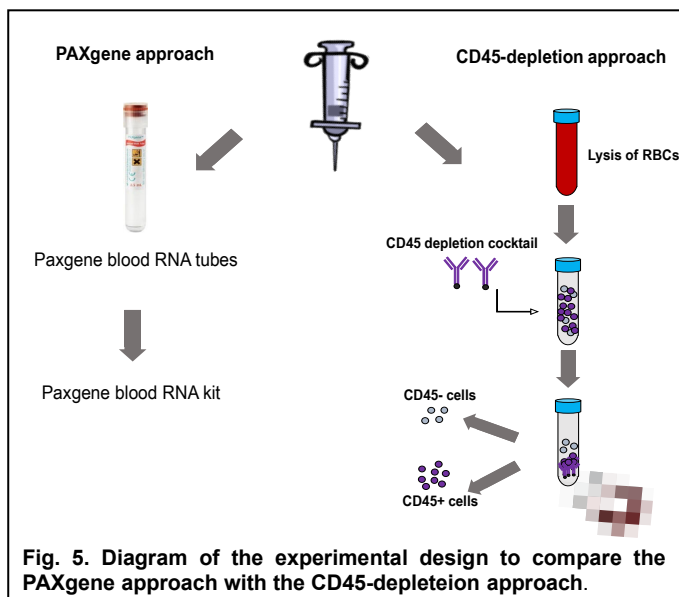 PAXgene approach
CD45-depletion approach
Lysis of RBCs
CD45 depletion cocktail
Paxgene blood RNA tubes
Paxgene blood RNA kit
CD45- cells
CD45+ cells
Fig. 5. Diagram of the experimental design to compare the
PAXgene approach with the CD45-depleteion approach.